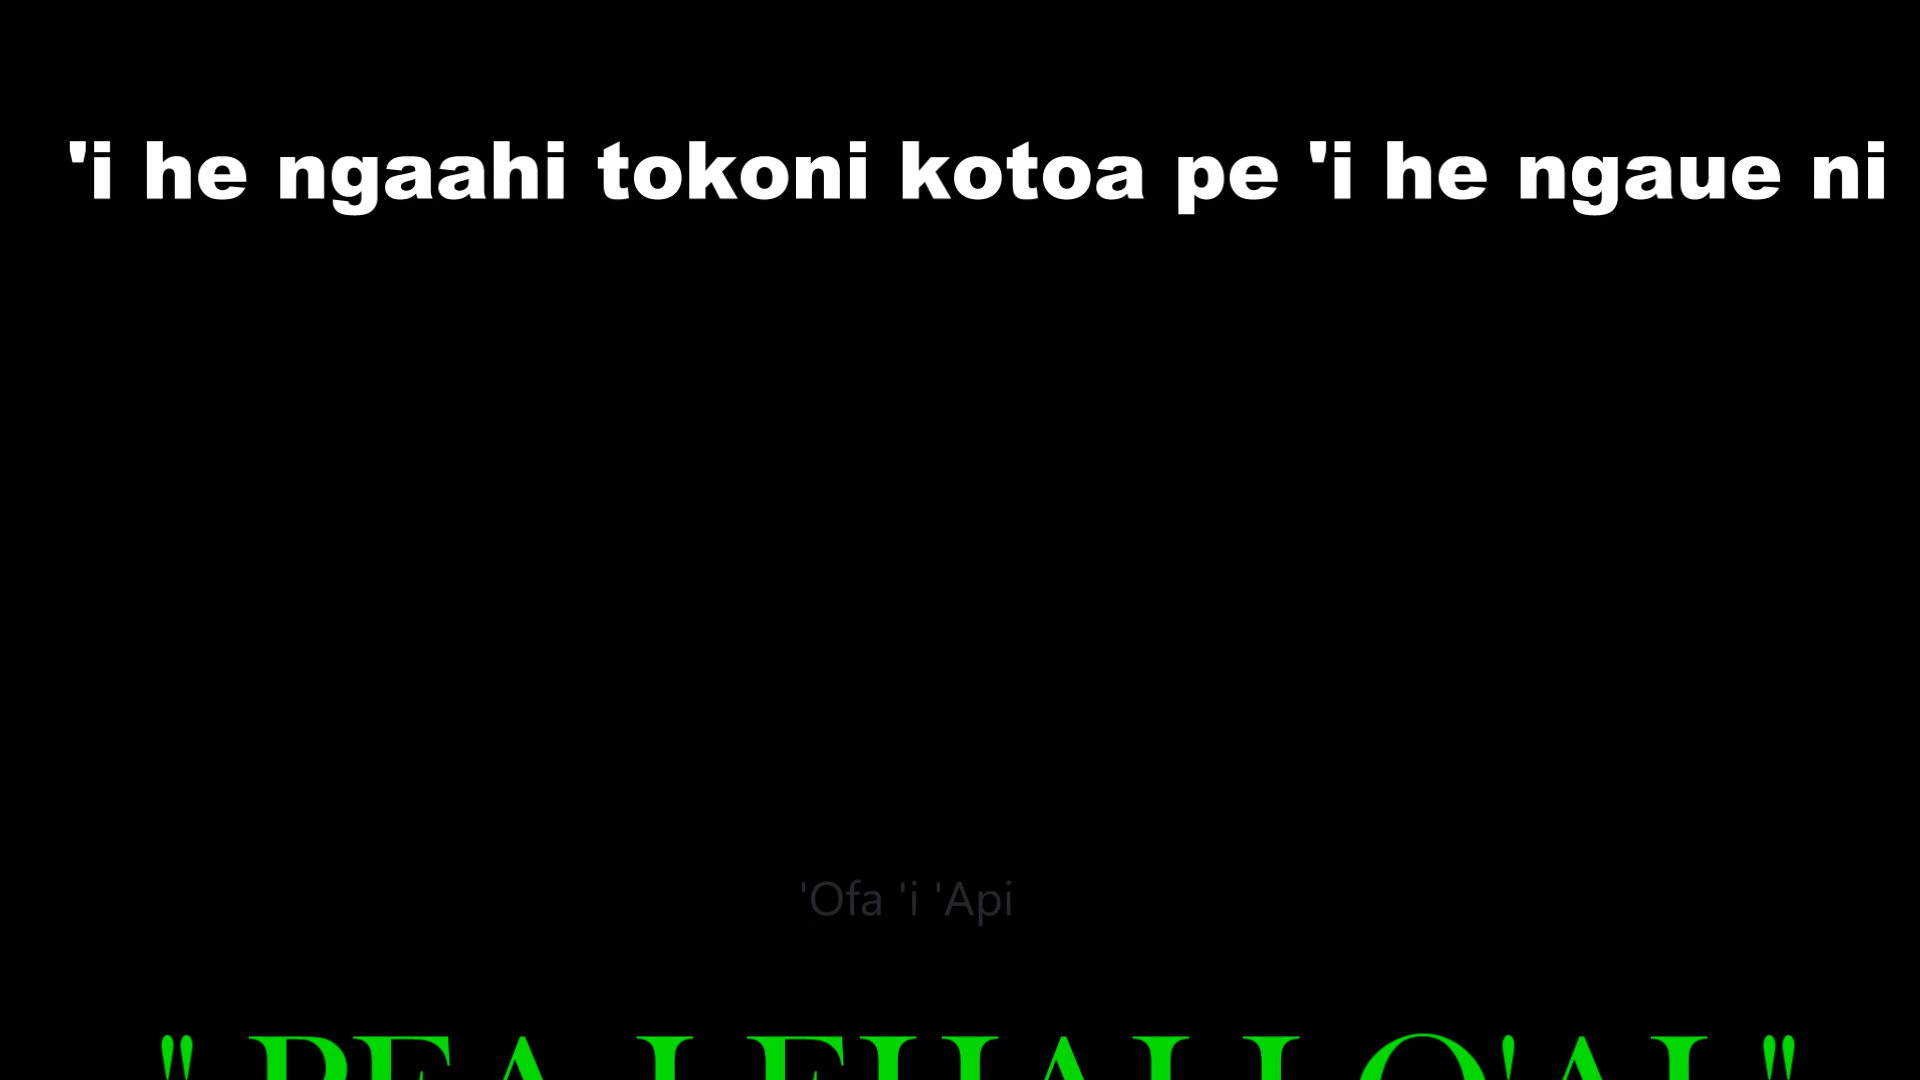 'i he ngaahi tokoni kotoa pe 'i he ngaue ni
'Ofa 'i 'Api